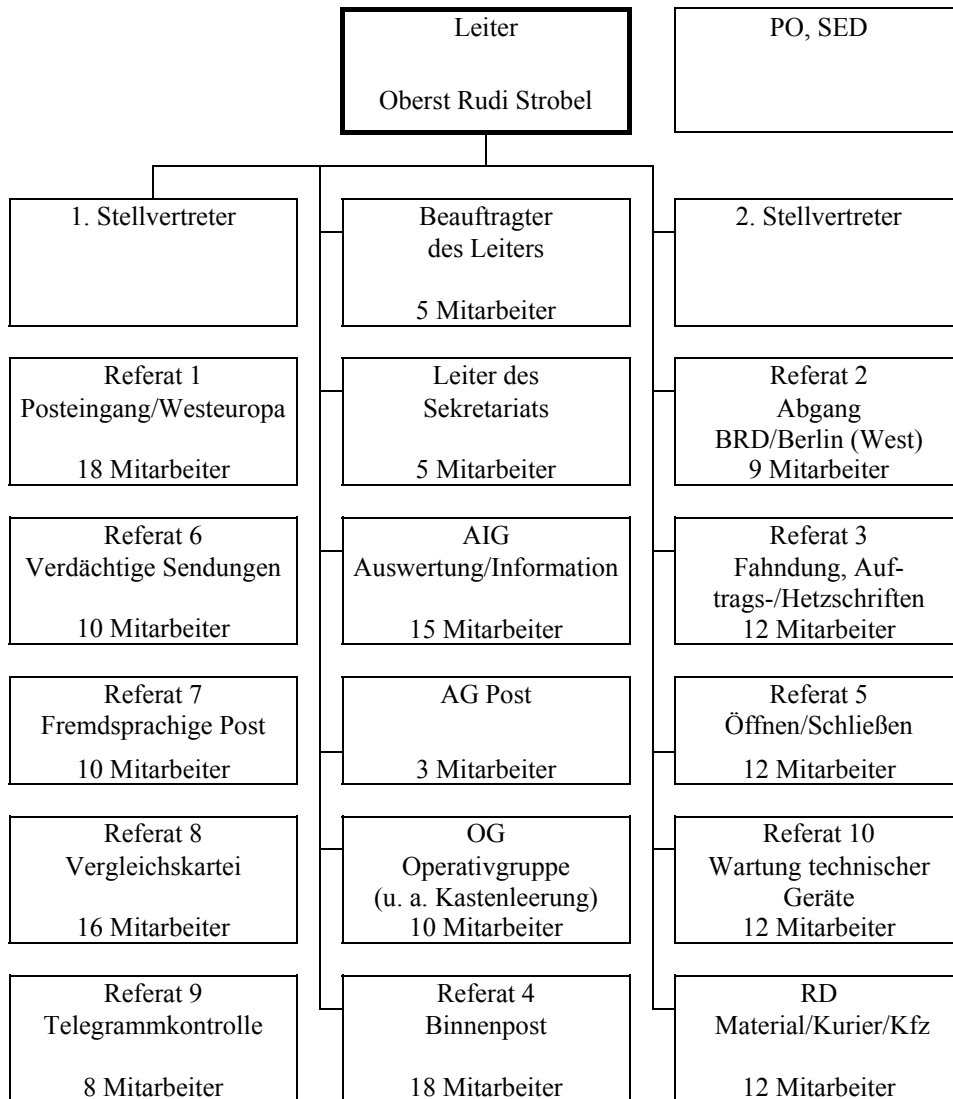 Leiter
Oberst Rudi Strobel
PO, SED
1. Stellvertreter
Beauftragter
des Leiters
5 Mitarbeiter
2. Stellvertreter
Referat 1
Posteingang/Westeuropa
18 Mitarbeiter
Leiter des
Sekretariats
5 Mitarbeiter
Referat 2
Abgang
BRD/Berlin (West)
9 Mitarbeiter
Referat 6
Verdächtige Sendungen
10 Mitarbeiter
AIG
Auswertung/Information
15 Mitarbeiter
Referat 3
Fahndung, Auf-
trags-/Hetzschriften
12 Mitarbeiter
Referat 7
Fremdsprachige Post
10 Mitarbeiter
AG Post
3 Mitarbeiter
Referat 5
Öffnen/Schließen
12 Mitarbeiter
Referat 8
Vergleichskartei
16 Mitarbeiter
OG
Operativgruppe
(u. a. Kastenleerung)
10 Mitarbeiter
Referat 10
Wartung technischer
Geräte
12 Mitarbeiter
Referat 9
Telegrammkontrolle
8 Mitarbeiter
Referat 4
Binnenpost
18 Mitarbeiter
RD
Material/Kurier/Kfz
12 Mitarbeiter